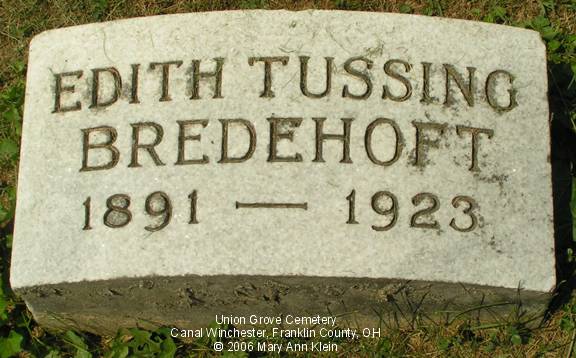 EDITH TUSSING
BREDEHOFT
1891 — 1923
Union Grove Cemetery
Canal Winchester, Franklin County, OH
© 2006 Mary Ann Klein